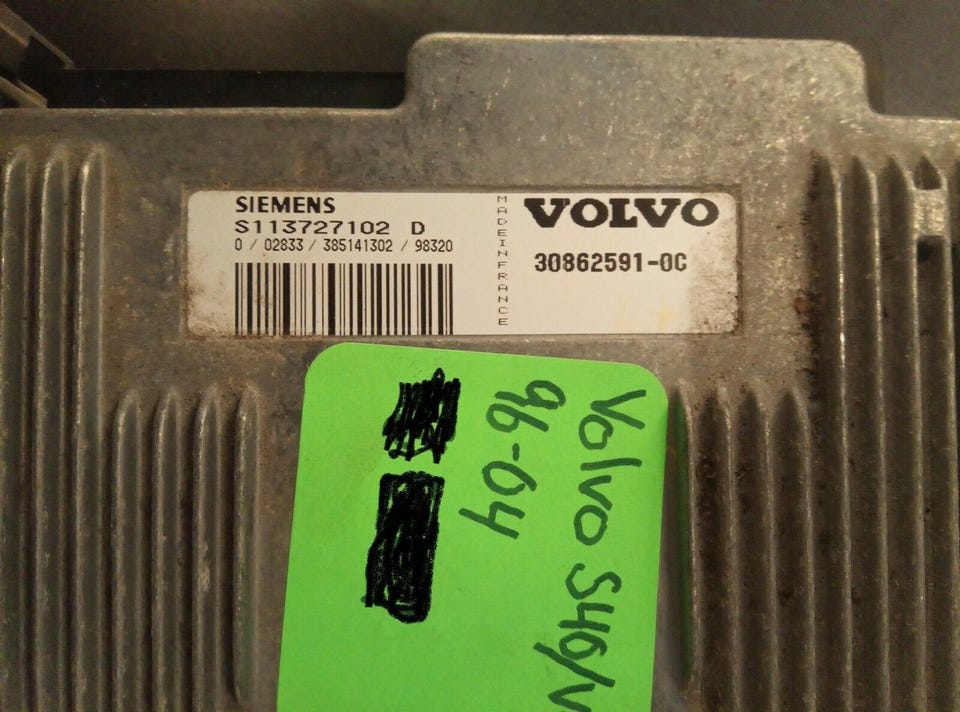 SIEMENS
S113727102 D
0 / 02833 / 385141302 / 98320
MADEINFRANCE
VOLVO
30862591-0C
Volvo S40/V
96-04